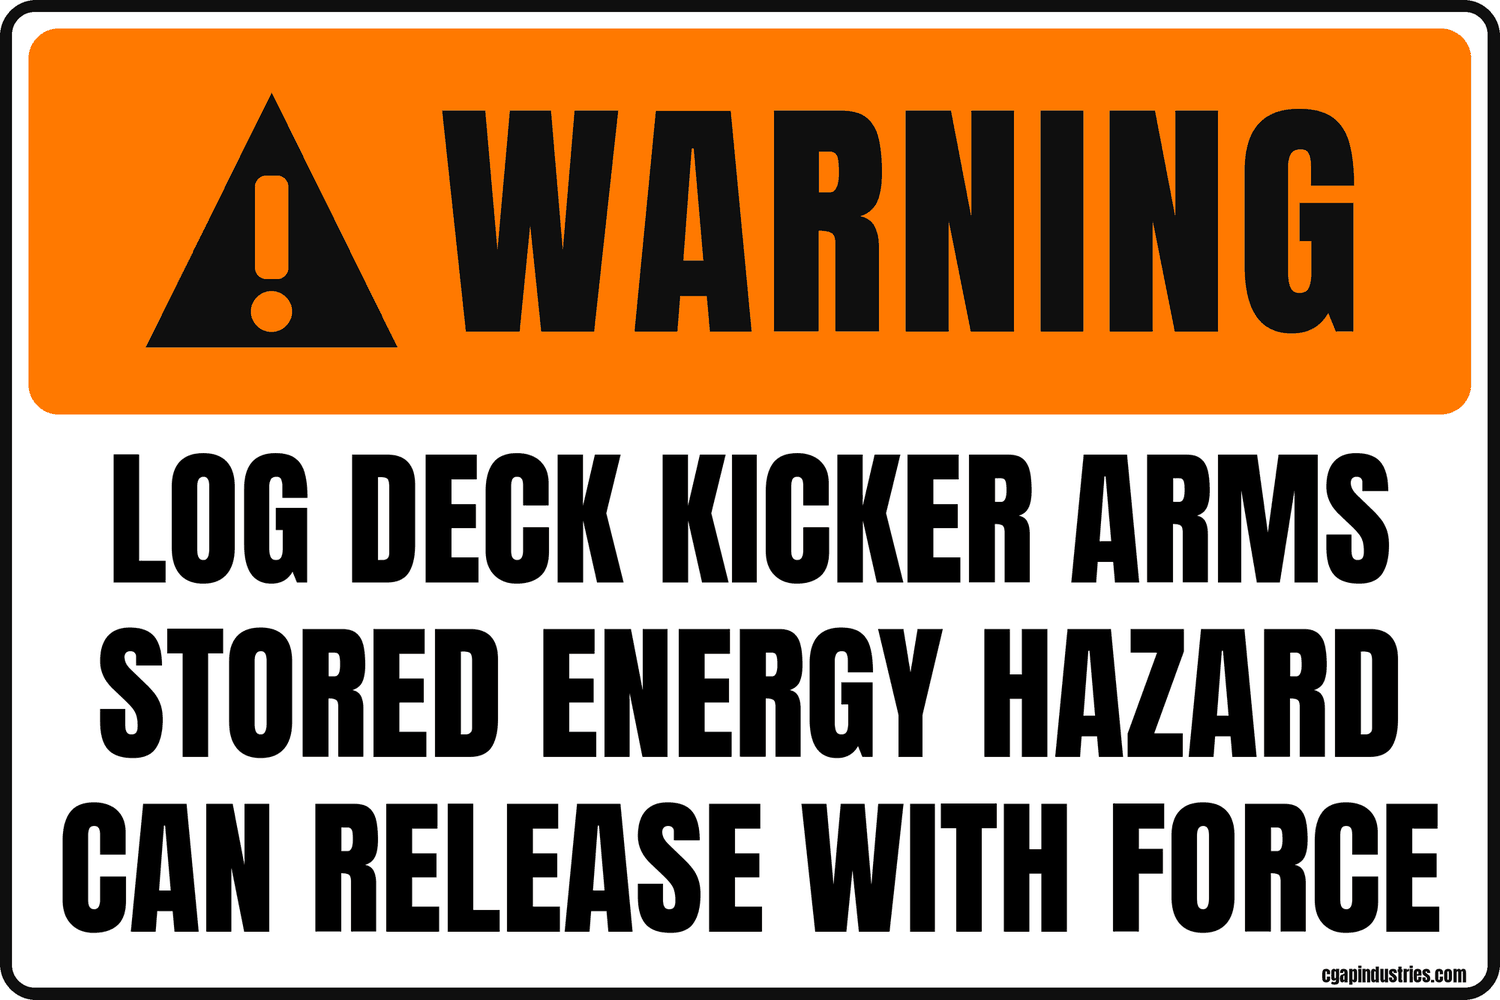 WARNING
LOG DECK KICKER ARMS
STORED ENERGY HAZARD
CAN RELEASE WITH FORCE
cgapindustries.com